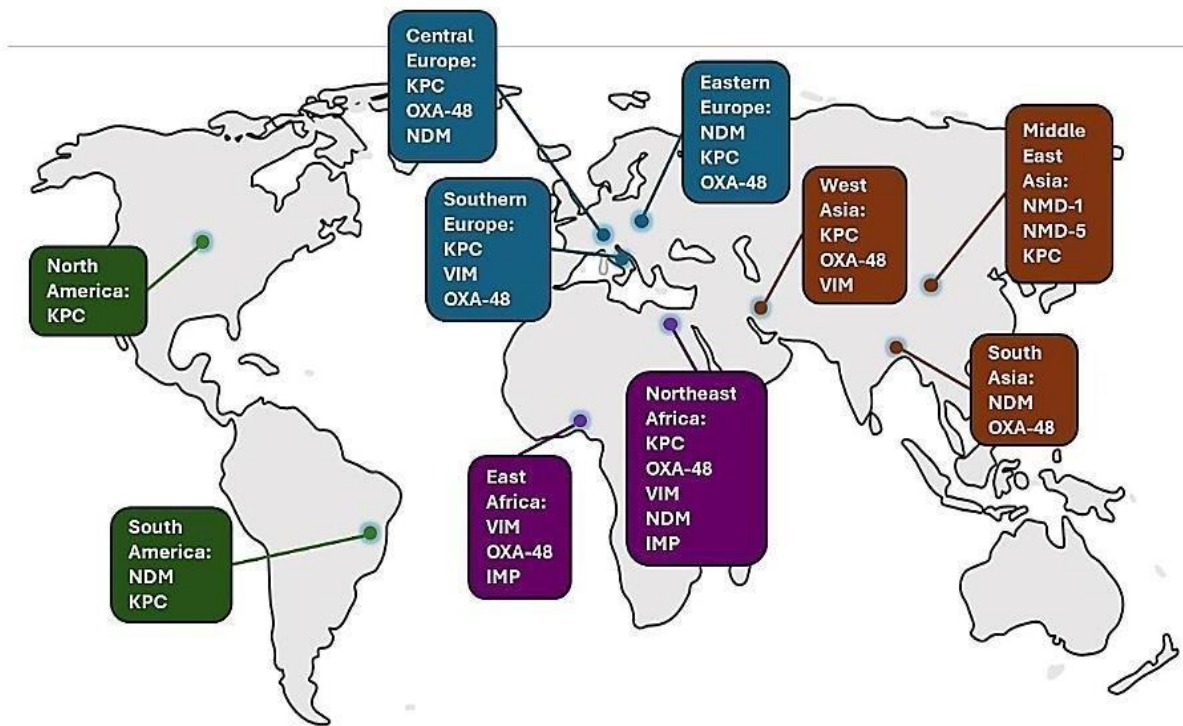 Central
Europe:
KPC
OXA-48
NDM
Eastern
Europe:
NDM
KPC
OXA-48
Middle
East
Asia:
NMD-1
NMD-5
KPC
West
Asia:
KPC
OXA-48
VIM
Southern
Europe:
KPC
VIM
OXA-48
North
America:
KPC
South
Asia:
NDM
OXA-48
Northeast
Africa:
KPC
OXA-48
VIM
NDM
IMP
East
Africa:
VIM
OXA-48
IMP
South
America:
NDM
KPC